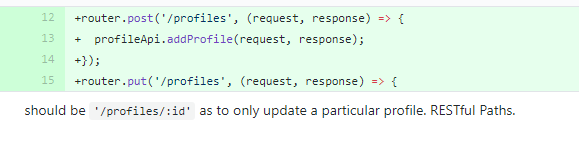 12 +router.post('/profiles', (request, response) => {
13 + profileApi.addProfile(request, response);
14 +});
15 +router.put('/profiles', (request, response) => {
should be '/profiles/:id' as to only update a particular profile. RESTful Paths.